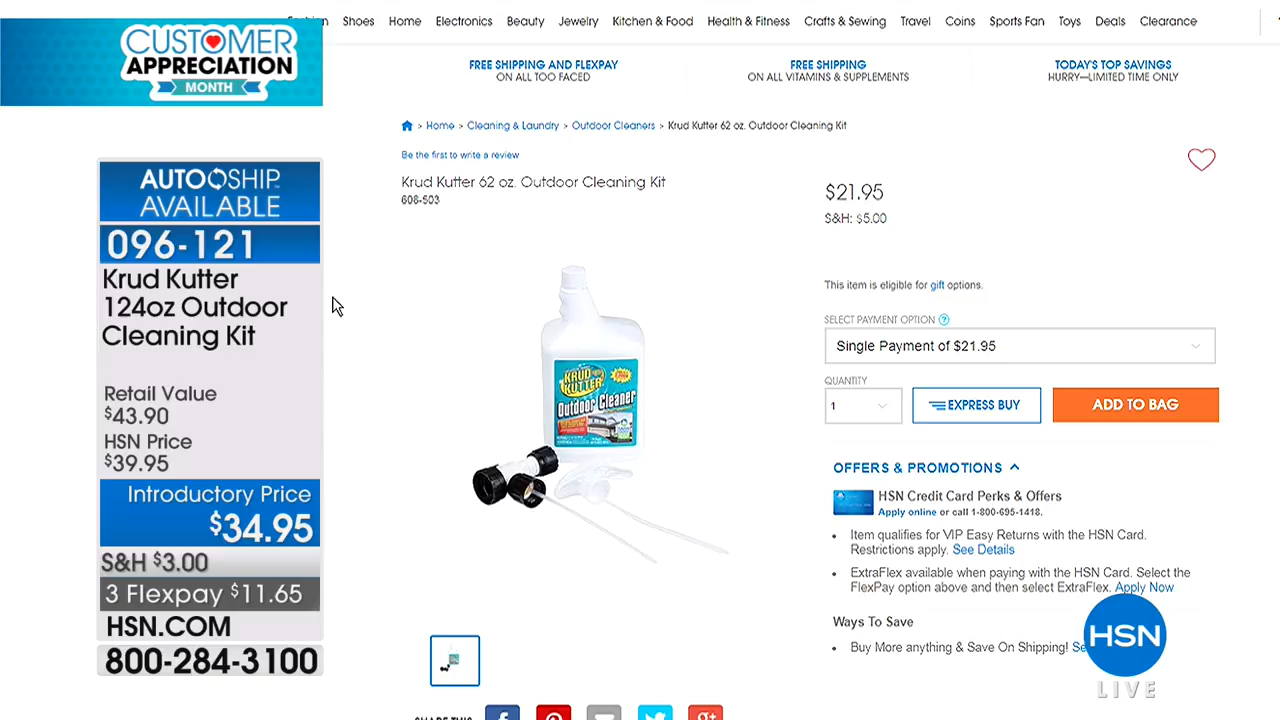 Shoes Home Electronics Beauty Jewelry Kitchen & Food Health & Fitness Crafts & Sewing Travel Coins Sports Fan Toys Deals Clearance
CUSTOMER
APPRECIATION
MONTH
FREE SHIPPING AND FLEXPAY
ON ALL TOO FACED
FREE SHIPPING
ON ALL VITAMINS & SUPPLEMENTS
TODAY'S TOP SAVINGS
HURRY—LIMITED TIME ONLY
> Home > Cleaning & Laundry > Outdoor Cleaners > Krud Kutter 62 oz. Outdoor Cleaning Kit
Be the first to write a review
Krud Kutter 62 oz. Outdoor Cleaning Kit
606-503
$21.95
S&H: $5.00
This item is eligible for gift options.
SELECT PAYMENT OPTION ?
Single Payment of $21.95
QUANTITY
1
EXPRESS BUY
ADD TO BAG
OFFERS & PROMOTIONS
HSN Credit Card Perks & Offers
Apply online or call 1-800-695-1418.
• Item qualifies for VIP Easy Returns with the HSN Card.
Restrictions apply. See Details
• ExtraFlex available when paying with the HSN Card. Select the
FlexPay option above and then select ExtraFlex. Apply Now
Ways To Save
• Buy More anything & Save On Shipping!
KRUD
KUTTER
Outdoor Cleaner
AUTOSHIP
AVAILABLE
096-121
Krud Kutter
124oz Outdoor
Cleaning Kit
Retail Value
$43.90
HSN Price
$39.95
Introductory Price
$34.95
S&H $3.00
3 Flexpay $11.65
HSN.COM
800-284-3100
HSN
LIVE